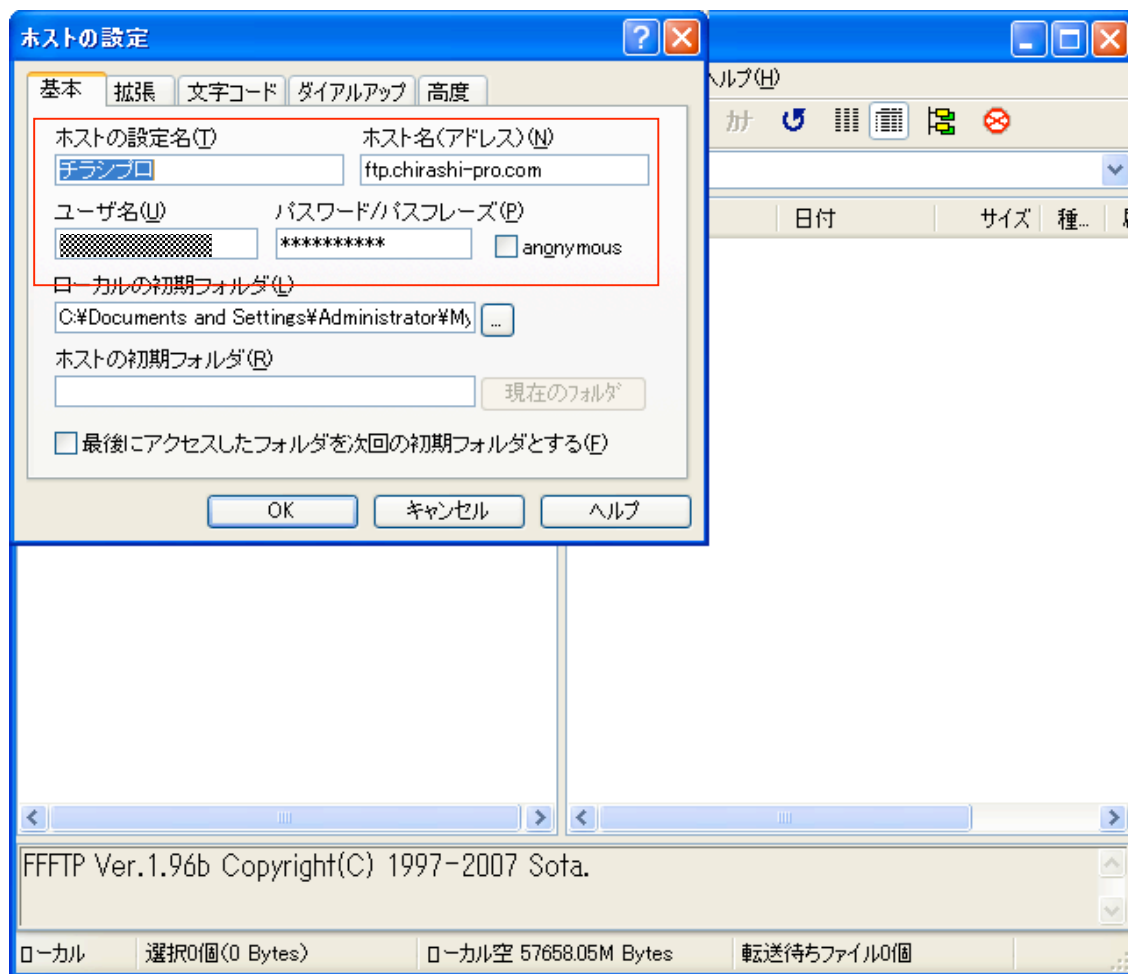 ホストの設定
ヘルプ(H)
基本 拡張 文字コード ダイアルアップ 高度
カナ
ホストの設定名(T) ホスト名(アドレス)(N)
チラシプロ ftp.chirashi-pro.com
ユーザ名(U) パスワード/パスフレーズ(P)
********** anonymous
日付 サイズ 種...
ローカルの初期フォルダ(L)
C:¥Documents and Settings¥Administrator¥My ...
ホストの初期フォルダ(R)
現在のフォルダ
最後にアクセスしたフォルダを次回の初期フォルダとする(F)
OK キャンセル ヘルプ
FFFTP Ver.1.96b Copyright(C) 1997-2007 Sota.
ローカル 選択0個(0 Bytes) ローカル空 57658.05M Bytes 転送待ちファイル0個